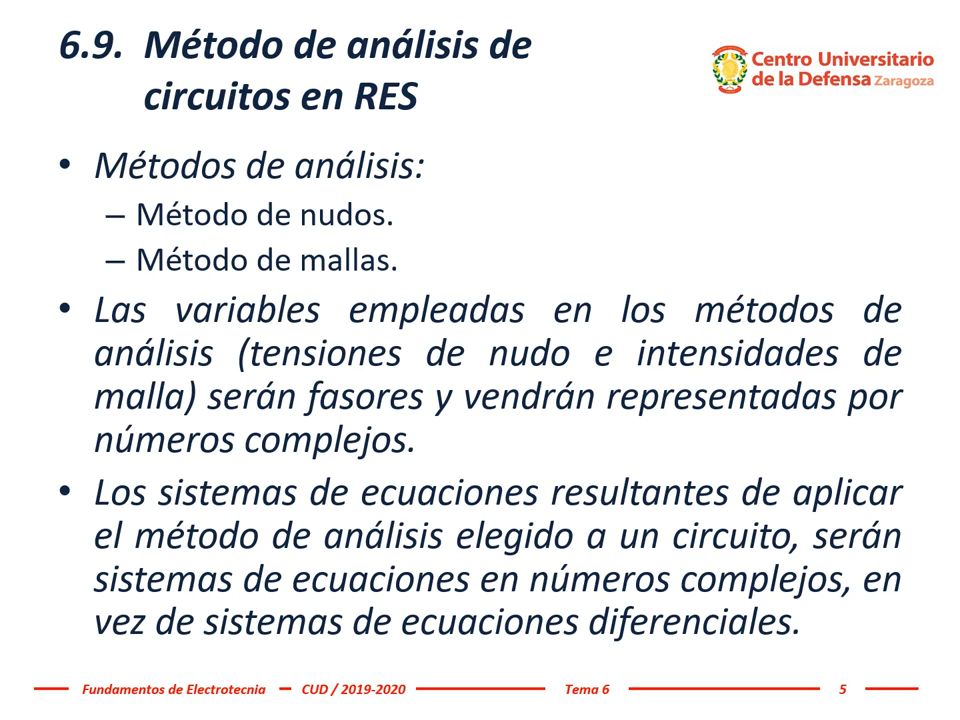 6.9. Método de análisis de
circuitos en RES
Centro Universitario
de la Defensa Zaragoza
• Métodos de análisis:
– Método de nudos.
– Método de mallas.
• Las variables empleadas en los métodos de
análisis (tensiones de nudo e intensidades de
malla) serán fasores y vendrán representadas por
números complejos.
• Los sistemas de ecuaciones resultantes de aplicar
el método de análisis elegido a un circuito, serán
sistemas de ecuaciones en números complejos, en
vez de sistemas de ecuaciones diferenciales.
Fundamentos de Electrotecnia CUD / 2019-2020 Tema 6 5